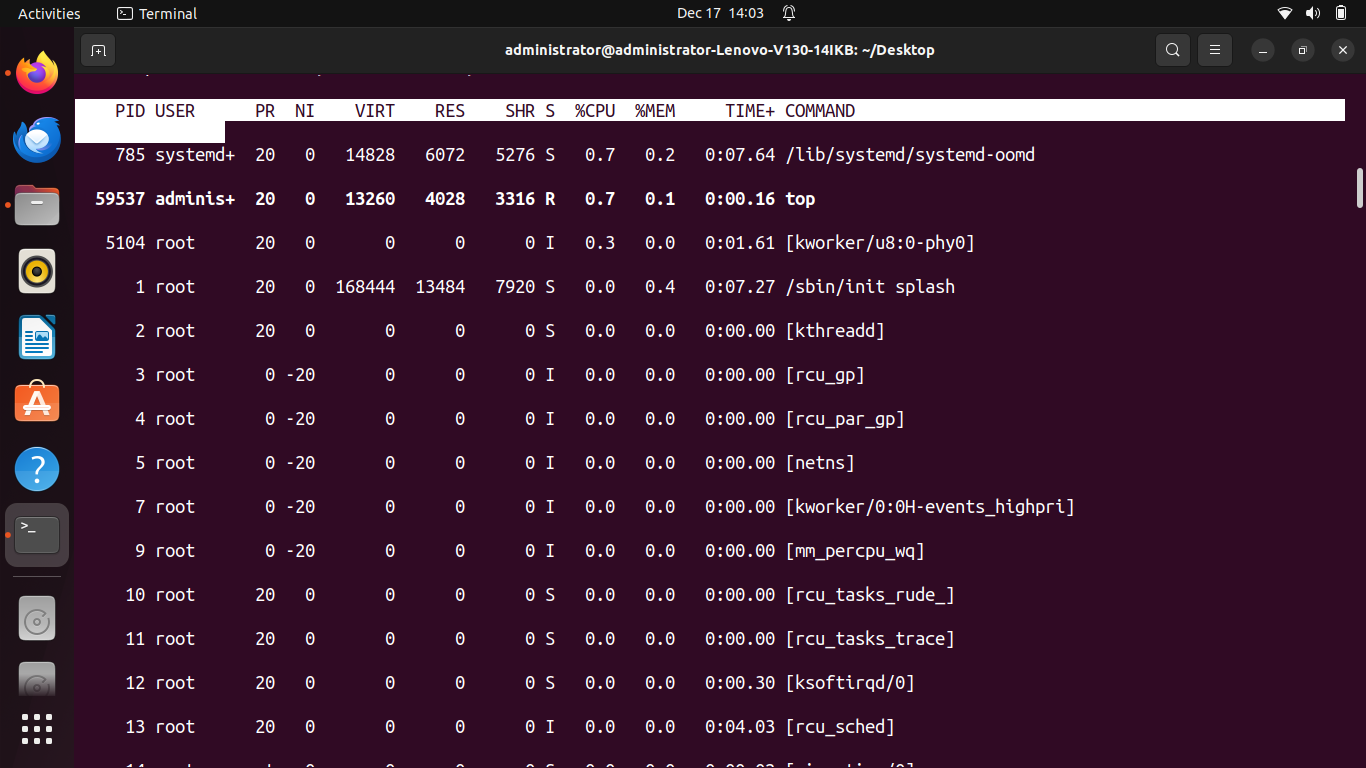 Activities Terminal Dec 17 14:03
administrator@administrator-Lenovo-V130-14IKB: ~/Desktop
PID USER PR NI VIRT RES SHR S %CPU %MEM TIME+ COMMAND
785 systemd+ 20 0 14828 6072 5276 S 0.7 0.2 0:07.64 /lib/systemd/systemd-oomd
59537 adminis+ 20 0 13260 4028 3316 R 0.7 0.1 0:00.16 top
5104 root 20 0 0 0 0 I 0.3 0.0 0:01.61 [kworker/u8:0-phy0]
1 root 20 0 168444 13484 7920 S 0.0 0.4 0:07.27 /sbin/init splash
2 root 20 0 0 0 0 S 0.0 0.0 0:00.00 [kthreadd]
3 root 0 -20 0 0 0 I 0.0 0.0 0:00.00 [rcu_gp]
4 root 0 -20 0 0 0 I 0.0 0.0 0:00.00 [rcu_par_gp]
5 root 0 -20 0 0 0 I 0.0 0.0 0:00.00 [netns]
7 root 0 -20 0 0 0 I 0.0 0.0 0:00.00 [kworker/0:0H-events_highpri]
9 root 0 -20 0 0 0 I 0.0 0.0 0:00.00 [mm_percpu_wq]
10 root 20 0 0 0 0 S 0.0 0.0 0:00.00 [rcu_tasks_rude_]
11 root 20 0 0 0 0 S 0.0 0.0 0:00.00 [rcu_tasks_trace]
12 root 20 0 0 0 0 S 0.0 0.0 0:00.30 [ksoftirqd/0]
13 root 20 0 0 0 0 I 0.0 0.0 0:04.03 [rcu_sched]